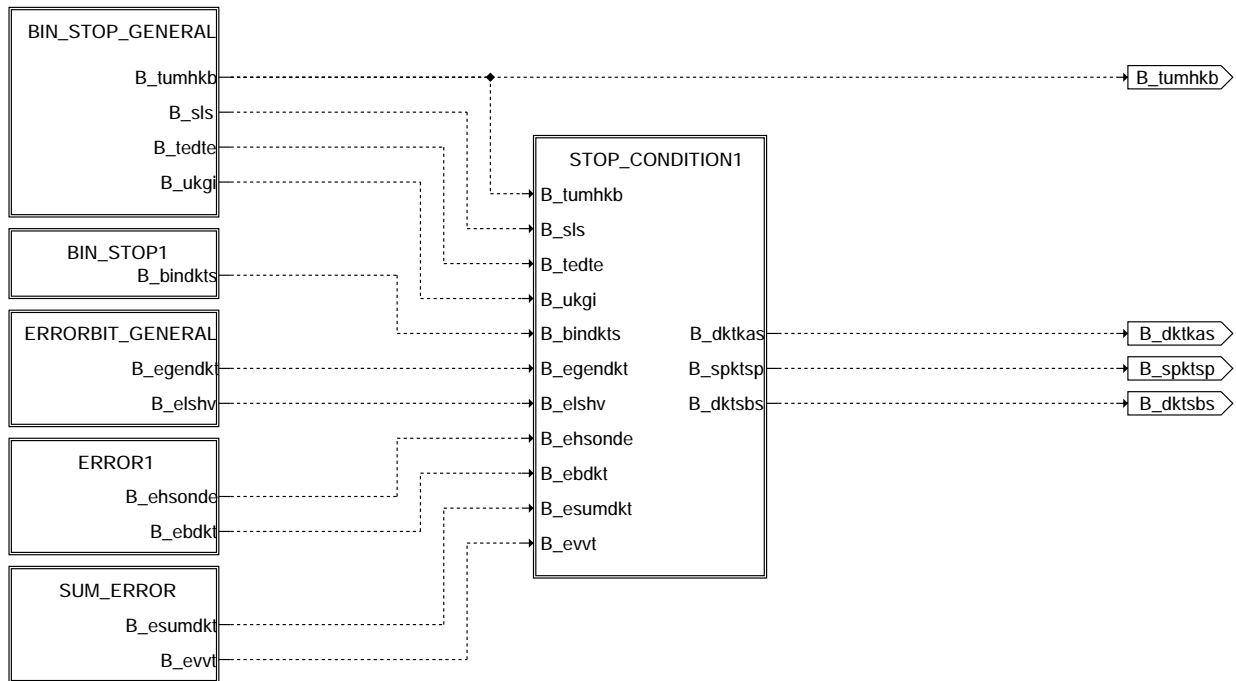 BIN_STOP_GENERAL
B_tumhkb
B_sls
B_tedte
B_ukgi
BIN_STOP1
B_bindkts
ERRORBIT_GENERAL
B_egendkt
B_elshv
ERROR1
B_ehsonde
B_ebdkt
SUM_ERROR
B_esumdkt
B_evvt
STOP_CONDITION1
B_tumhkb
B_sls
B_tedte
B_ukgi
B_bindkts
B_egendkt
B_elshv
B_ehsonde
B_ebdkt
B_esumdkt
B_evvt
B_dktkas
B_spktsp
B_dktsbs
B_tumhkb
B_dktkas
B_spktsp
B_dktsbs